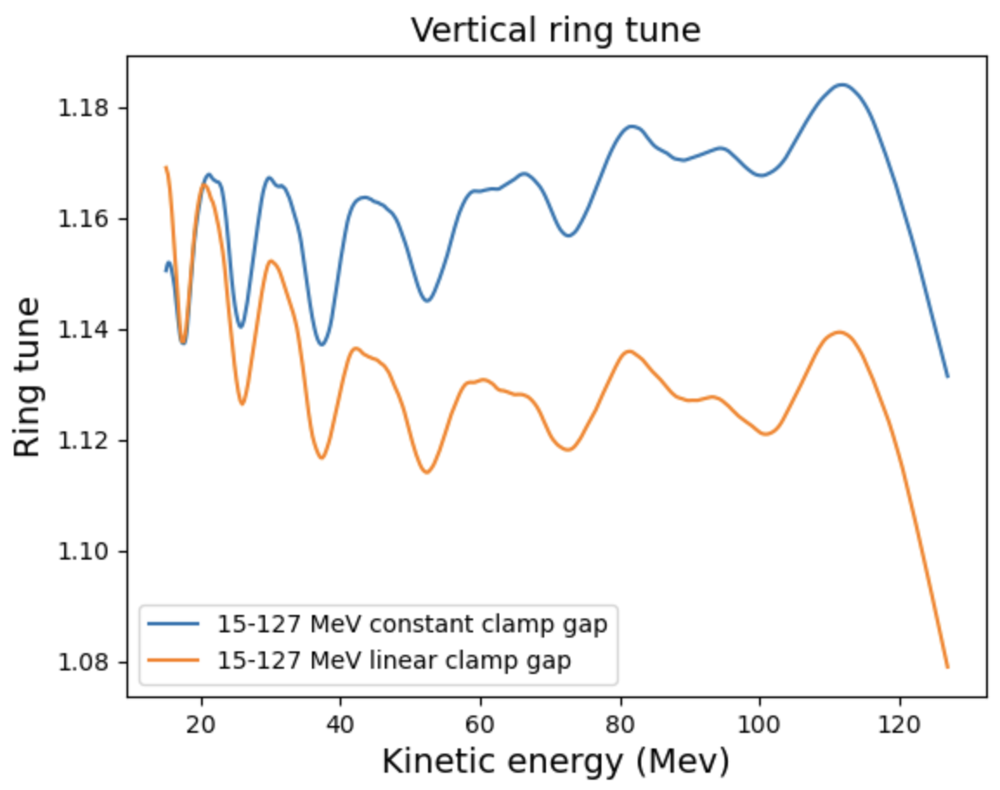 Vertical ring tune
Ring tune
1.18
1.16
1.14
1.12
1.10
1.08
15-127 MeV constant clamp gap
15-127 MeV linear clamp gap
20 40 60 80 100 120
Kinetic energy (Mev)